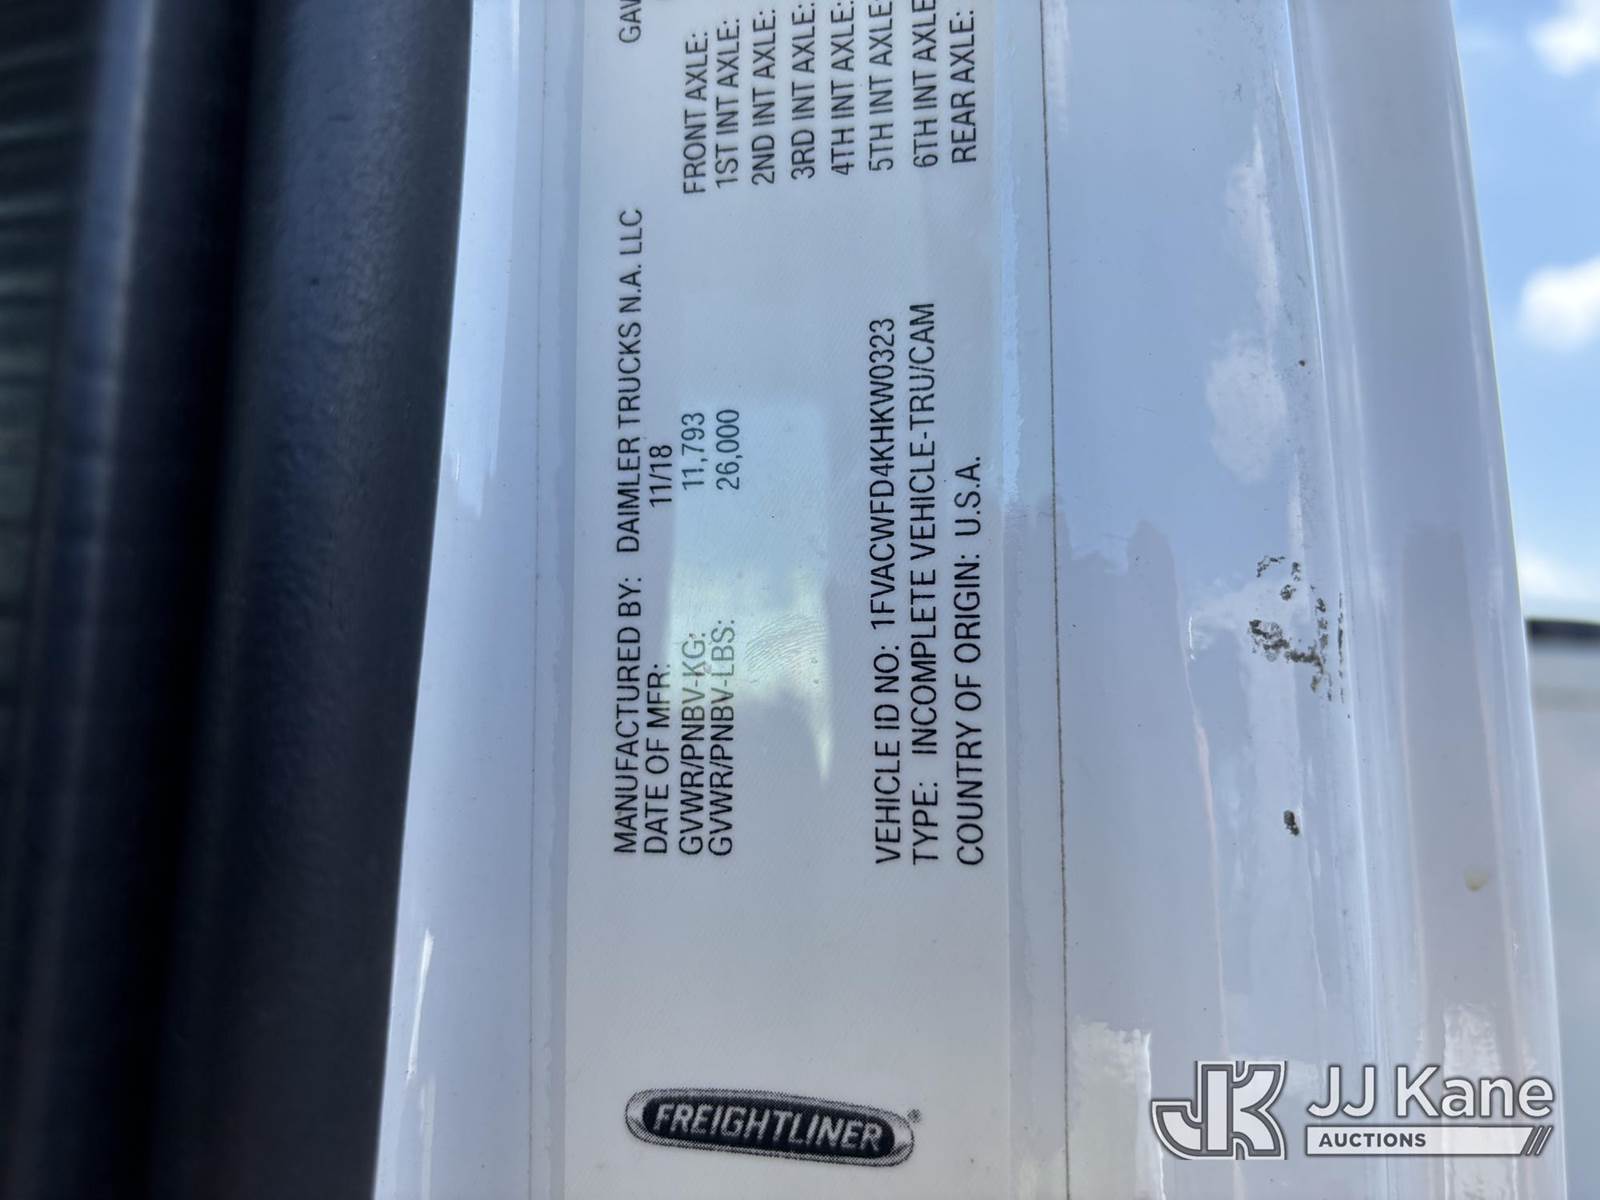 MANUFACTURED BY: DAIMLER TRUCKS N.A. LLC
DATE OF MFR: 11/18
GVWR/PNBV-KG: 11,793
GVWR/PNBV-LBS: 26,000
VEHICLE ID NO: 1FVACWFD4KHKW0323
TYPE: INCOMPLETE VEHICLE-TRU/CAM
COUNTRY OF ORIGIN: U.S.A.
FRONT AXLE:
1ST INT AXLE:
2ND INT AXLE:
3RD INT AXLE:
4TH INT AXLE:
5TH INT AXLE:
6TH INT AXLE
REAR AXLE:
FREIGHTLINER®
JK JJ Kane
AUCTIONS